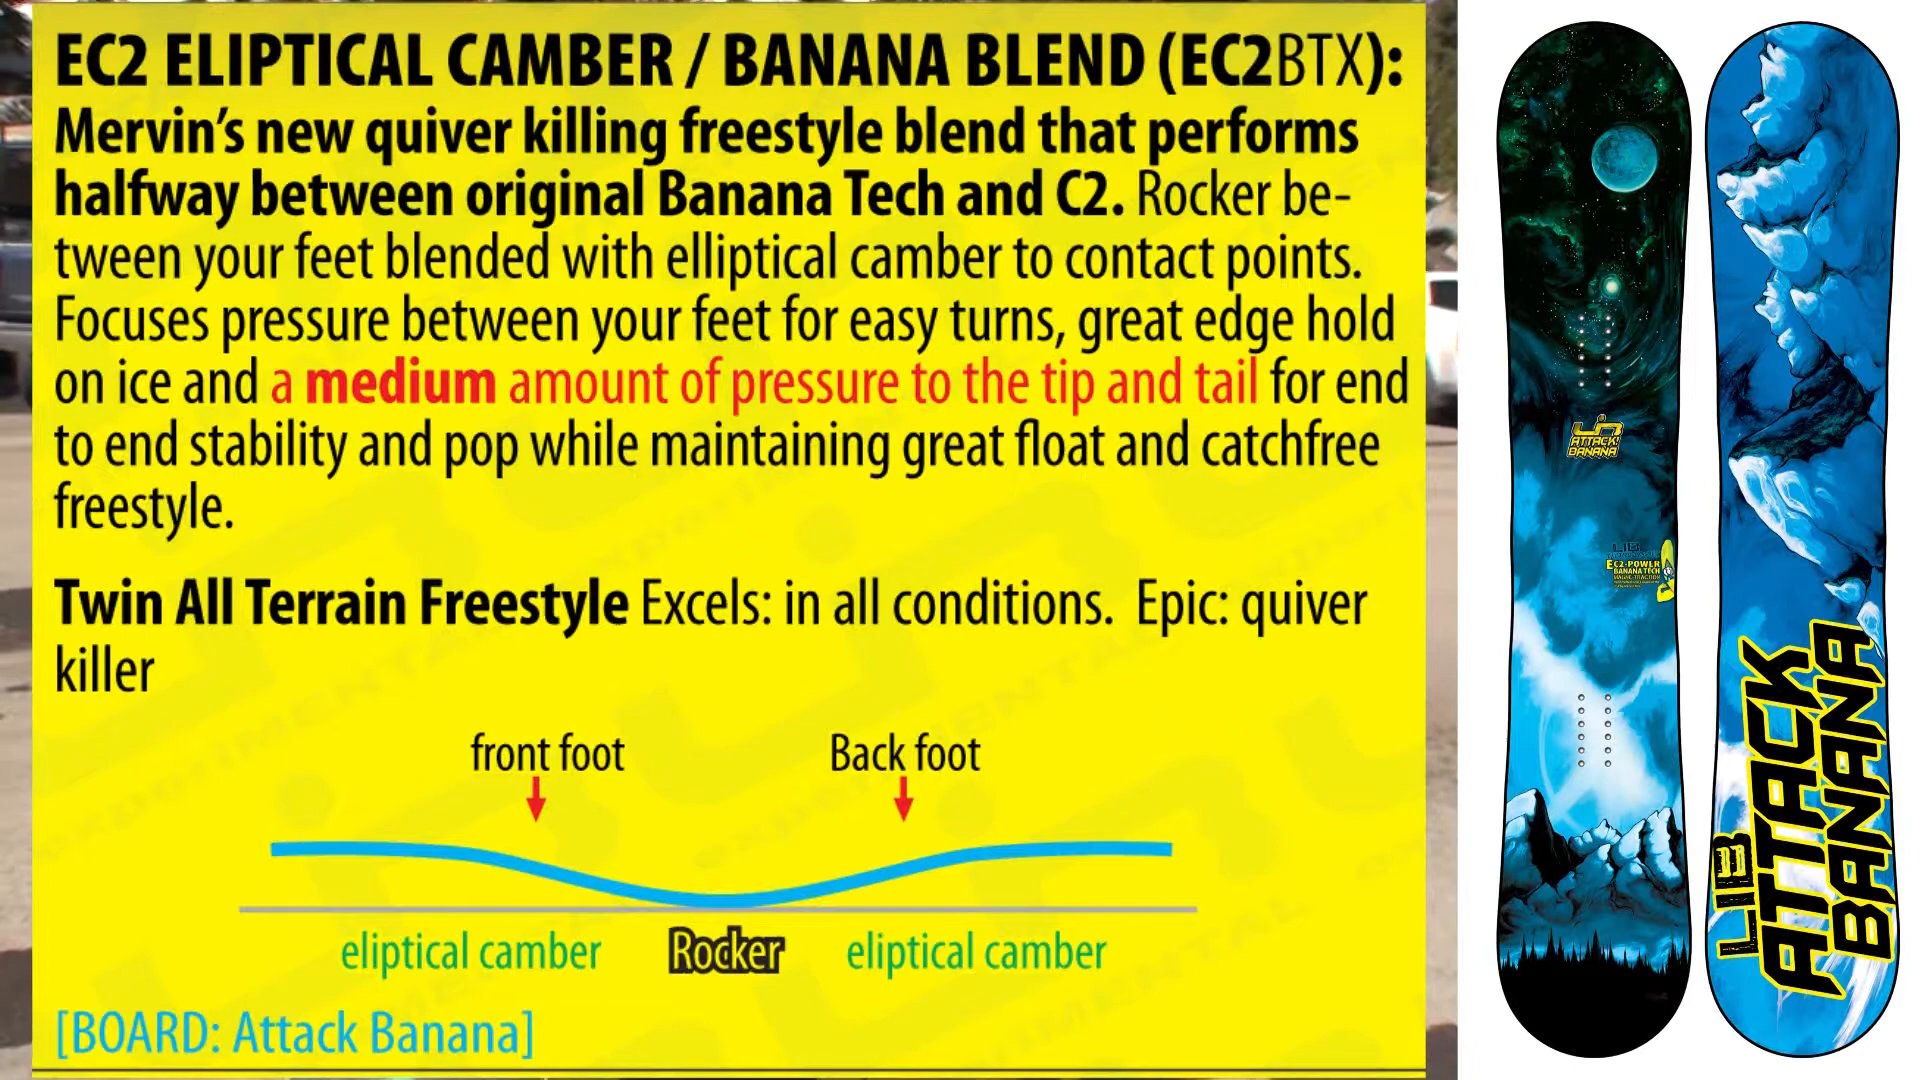 EC2 ELIPTICAL CAMBER / BANANA BLEND (EC2BTX):
Mervin's new quiver killing freestyle blend that performs
halfway between original Banana Tech and C2. Rocker be-
tween your feet blended with elliptical camber to contact points.
Focuses pressure between your feet for easy turns, great edge hold
on ice and a medium amount of pressure to the tip and tail for end
to end stability and pop while maintaining great float and catchfree
freestyle.
Twin All Terrain Freestyle Excels: in all conditions. Epic: quiver
killer
front foot Back foot
eliptical camber Rocker eliptical camber
[BOARD: Attack Banana]
ATTACK!
BANANA
LIB
EC2-POWER
BANANA TECH
MAGNE-TRACTION
LIB
ATTACK
BANANA